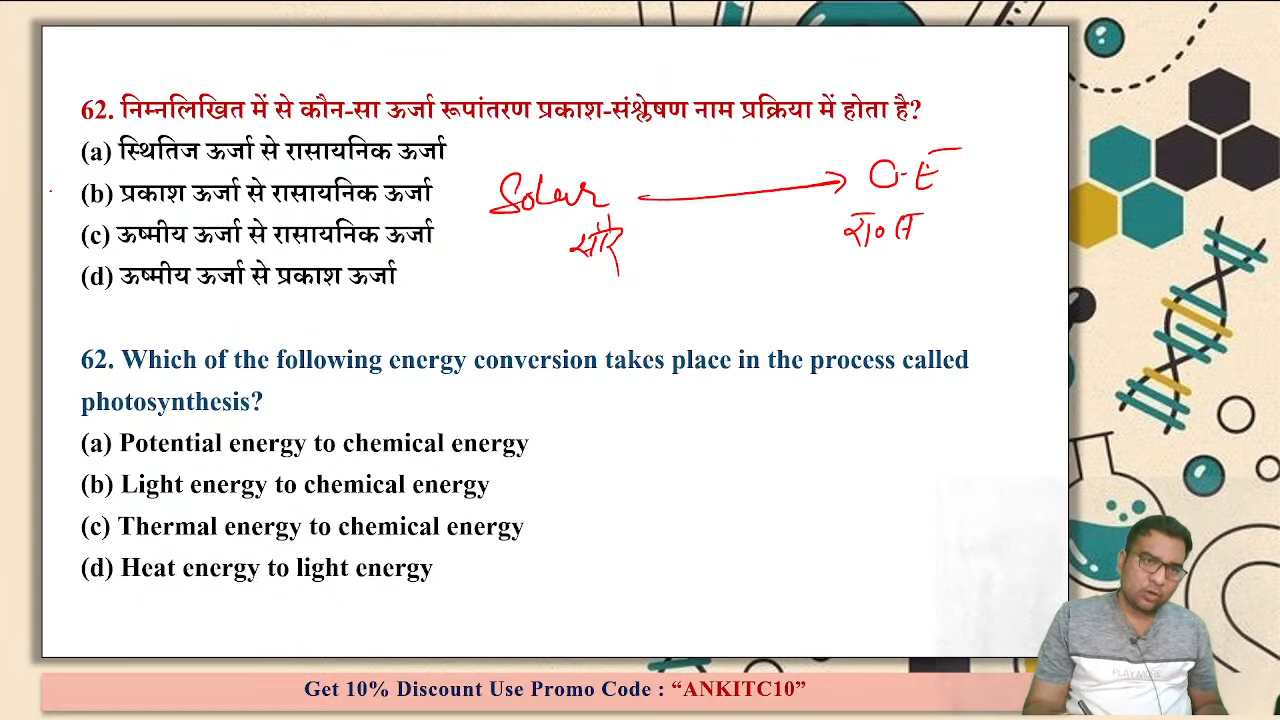 62. निम्नलिखित में से कौन-सा ऊर्जा रूपांतरण प्रकाश-संश्लेषण नाम प्रक्रिया में होता है?
(a) स्थितिज ऊर्जा से रासायनिक ऊर्जा
(b) प्रकाश ऊर्जा से रासायनिक ऊर्जा
(c) ऊष्मीय ऊर्जा से रासायनिक ऊर्जा
(d) ऊष्मीय ऊर्जा से प्रकाश ऊर्जा
Solar
सौर
62. Which of the following energy conversion takes place in the process called
photosynthesis?
(a) Potential energy to chemical energy
(b) Light energy to chemical energy
(c) Thermal energy to chemical energy
(d) Heat energy to light energy
PLAY MORE
Get 10% Discount Use Promo Code : “ANKITC10”